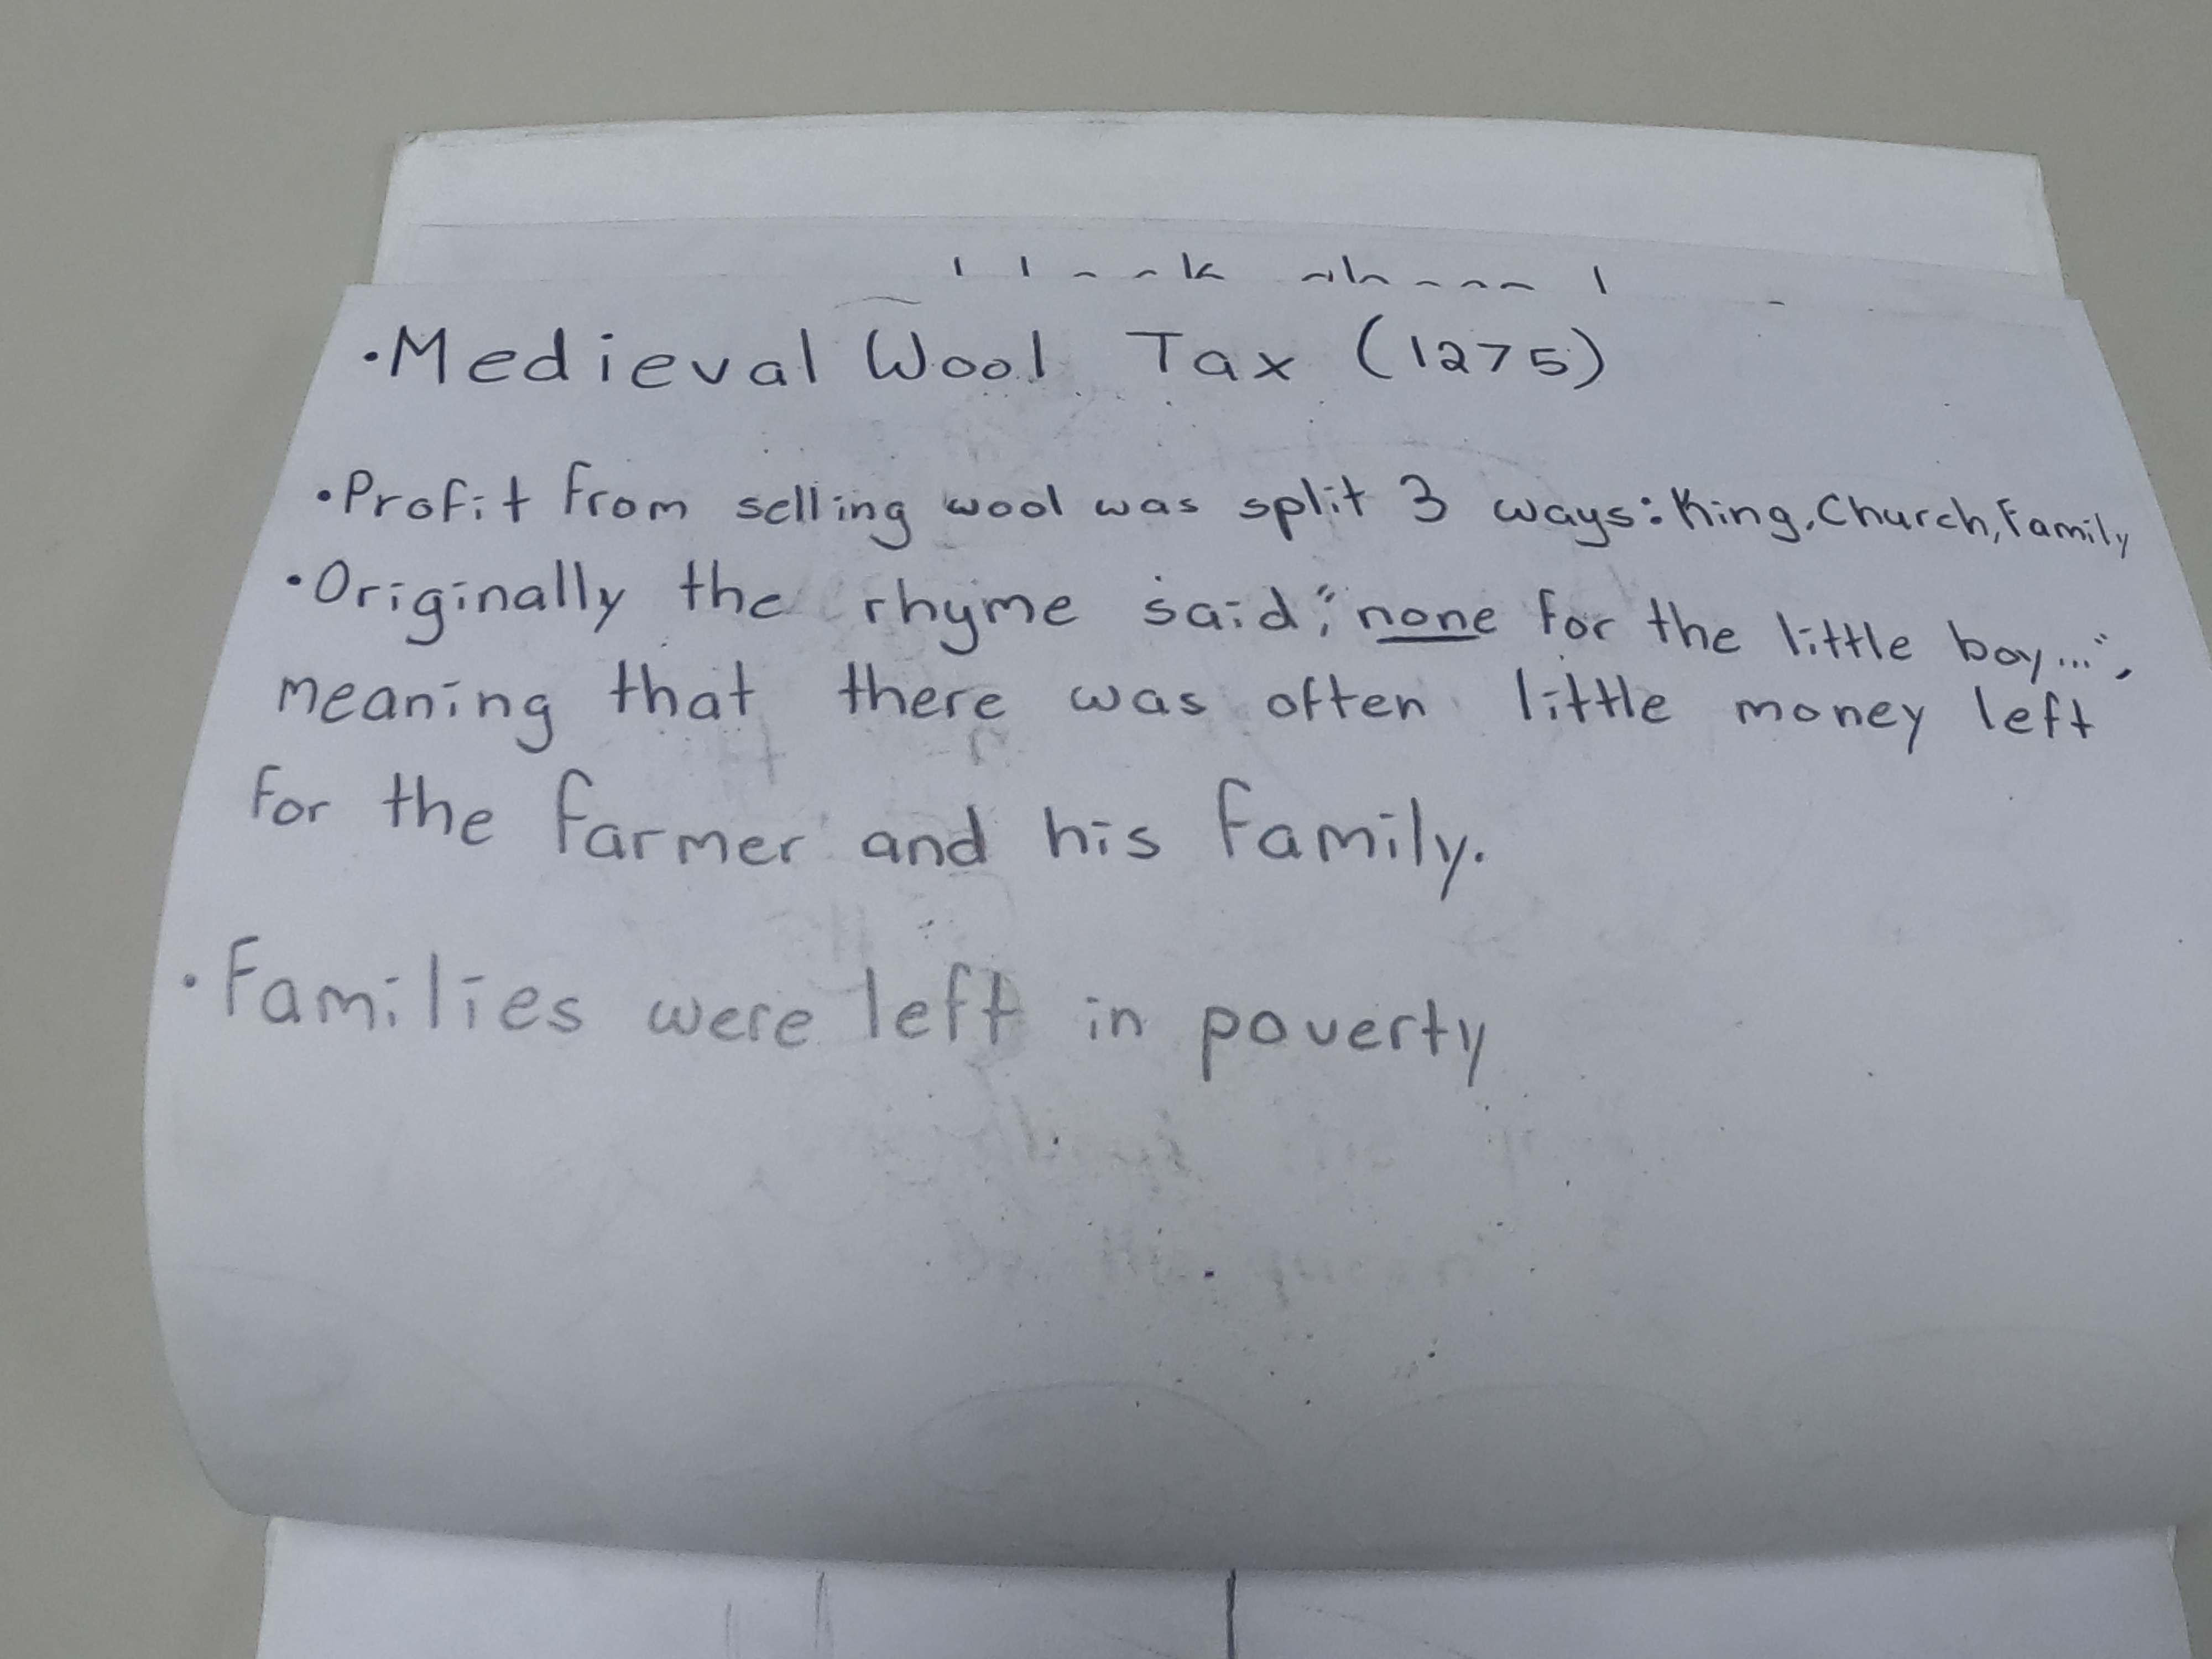 • Medieval Wool Tax (1275)
• Profit from selling wool was split 3 ways: King, Church, Family
• Originally the rhyme said, "none for the little boy...",
meaning that there was often little money left
for the farmer and his family.
• Families were left in poverty